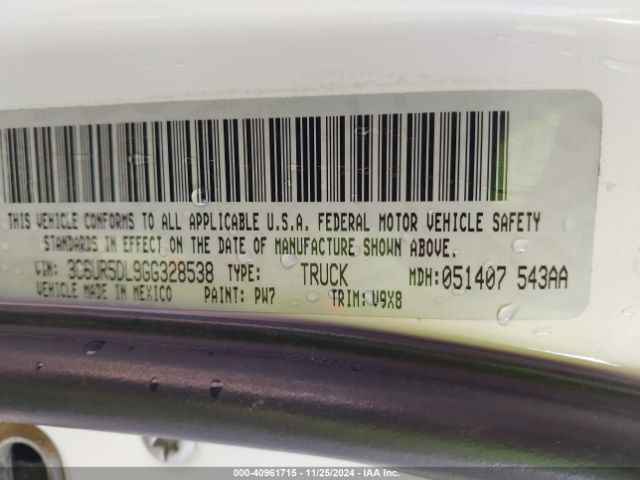 THIS VEHICLE CONFORMS TO ALL APPLICABLE U.S.A. FEDERAL MOTOR VEHICLE SAFETY
STANDARDS IN EFFECT ON THE DATE OF MANUFACTURE SHOWN ABOVE.
VIN: 3C6UR5DL9GG328538 TYPE: TRUCK MDH:051407 543AA
VEHICLE MADE IN MEXICO PAINT: PW7 TRIM:V9X8
000-40961715 - 11/25/2024 - IAA Inc.